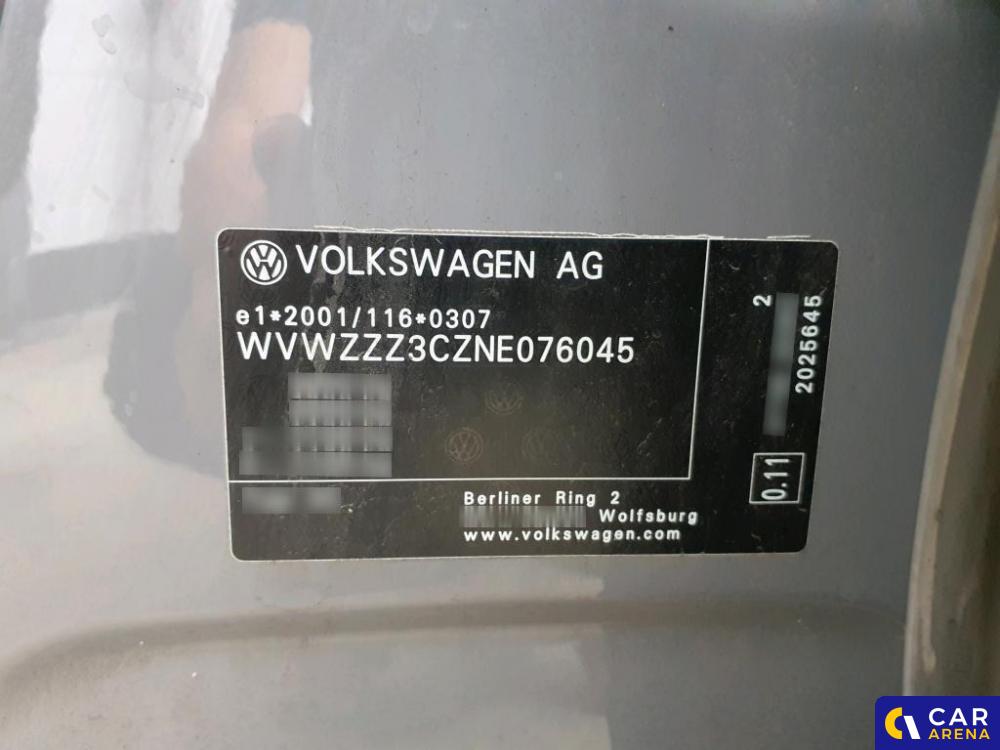 VOLKSWAGEN AG
e1*2001/116*0307
WVWZZZ3CZNE076045
2
2025645
0.11
Berliner Ring 2
Wolfsburg
www.volkswagen.com
CAR
ARENA